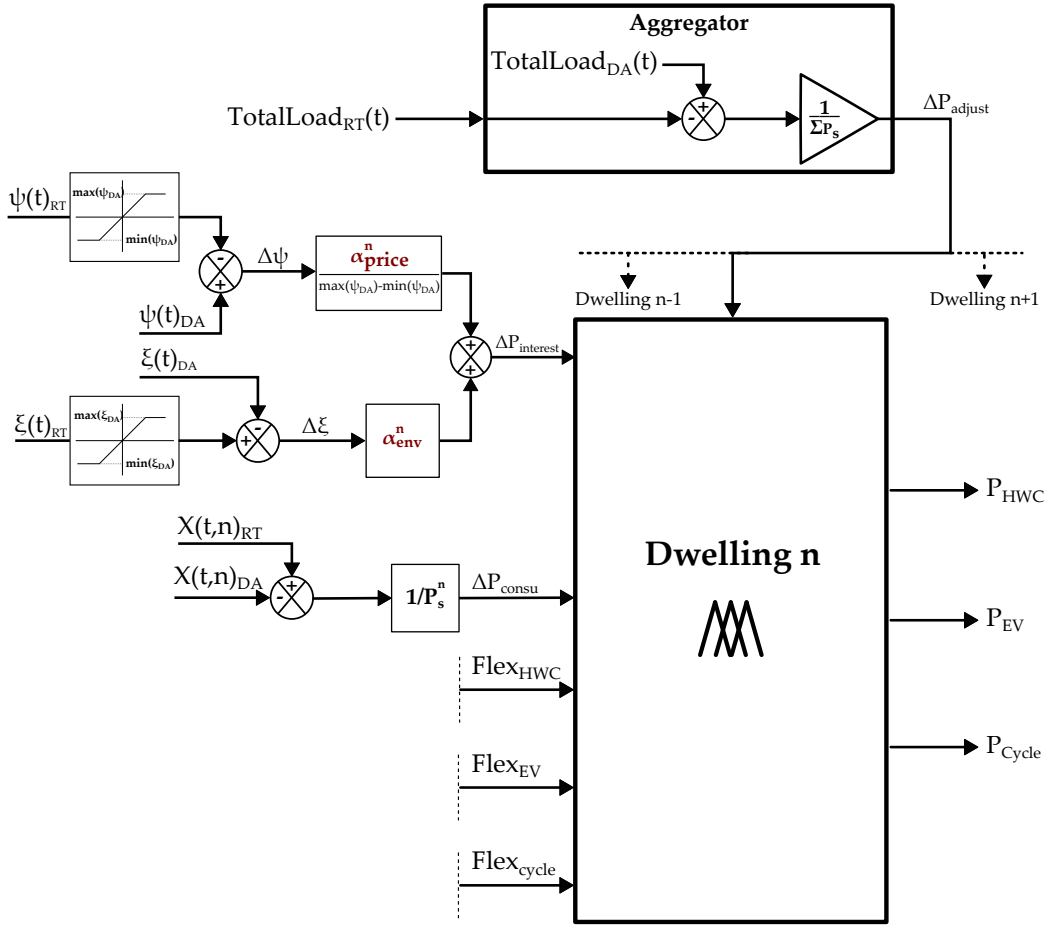 Aggregator
TotalLoad_DA(t)
TotalLoad_RT(t)
+
-
1
ΣP_s
ΔP_adjust
ψ(t)_RT
max(ψ_DA)
min(ψ_DA)
-
+
Δψ
α^n_price
max(ψ_DA)-min(ψ_DA)
ψ(t)_DA
Dwelling n-1
Dwelling n+1
ξ(t)_DA
+
+
ΔP_interest
ξ(t)_RT
max(ξ_DA)
min(ξ_DA)
-
+
Δξ
α^n_env
X(t,n)_RT
X(t,n)_DA
+
-
1/P^n_s
ΔP_consu
Dwelling n
Flex_HWC
Flex_EV
Flex_cycle
P_HWC
P_EV
P_Cycle